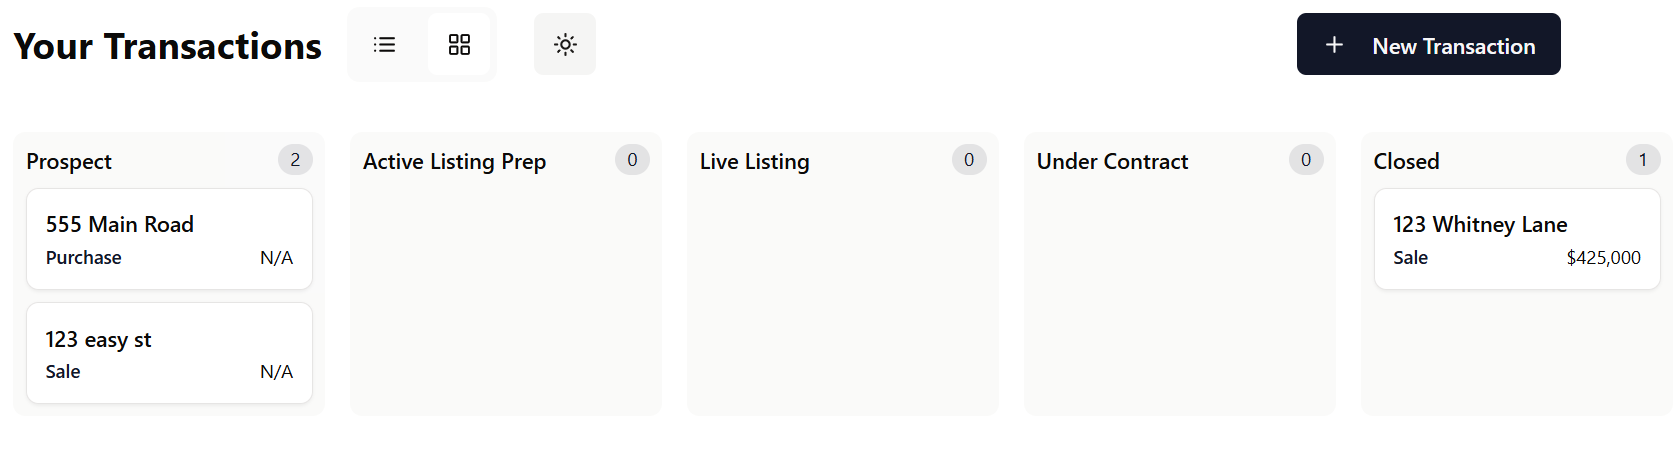 Your Transactions
New Transaction
Prospect 2
555 Main Road
Purchase N/A
123 easy st
Sale N/A
Active Listing Prep 0
Live Listing 0
Under Contract 0
Closed 1
123 Whitney Lane
Sale $425,000